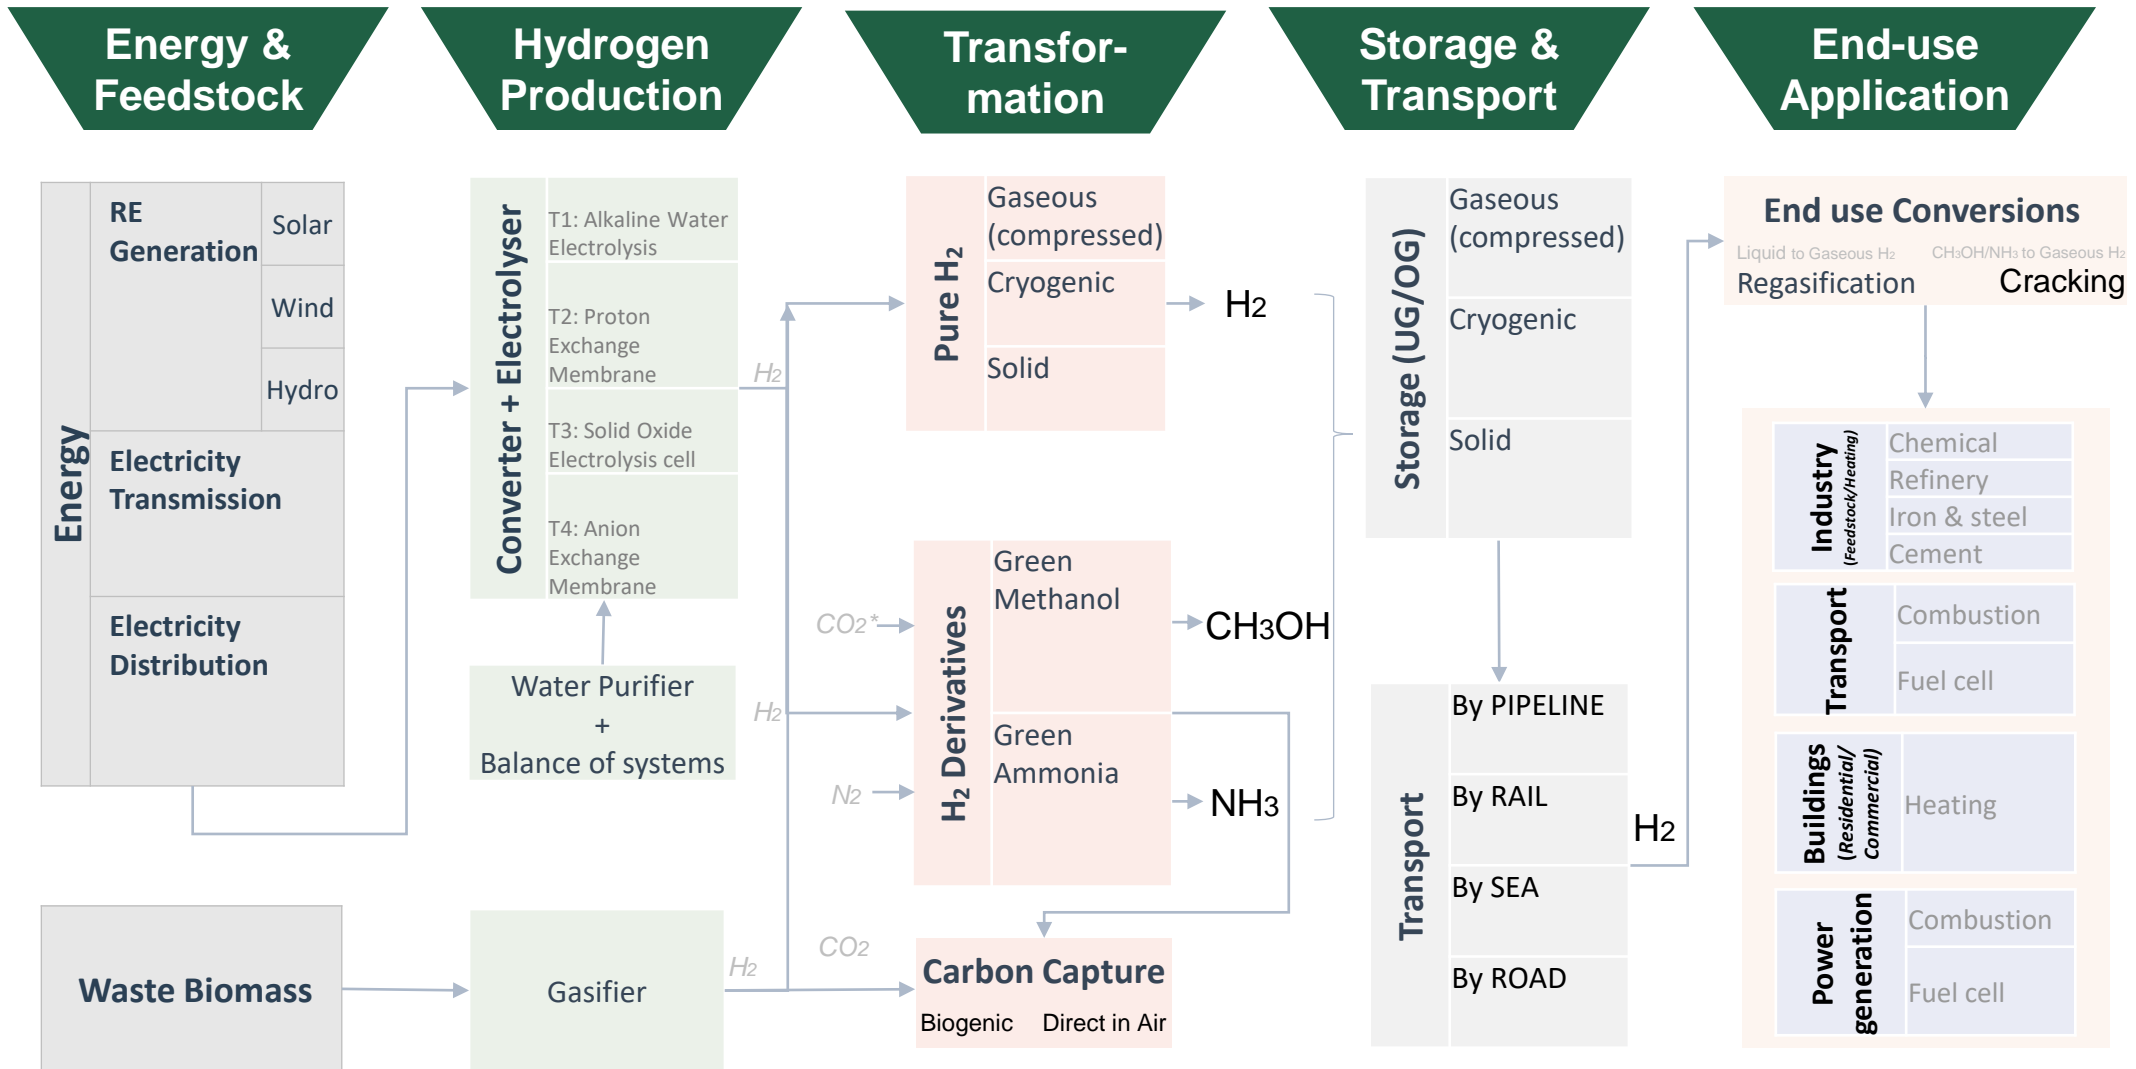 Energy &
Feedstock
Hydrogen
Production
Transfor-
mation
Storage &
Transport
End-use
Application
Energy
RE
Generation
Solar
Wind
Hydro
Electricity
Transmission
Electricity
Distribution
Waste Biomass
Converter + Electrolyser
T1: Alkaline Water
Electrolysis
T2: Proton
Exchange
Membrane
T3: Solid Oxide
Electrolysis cell
T4: Anion
Exchange
Membrane
Water Purifier
+
Balance of systems
Gasifier
H2
H2
H2
CO2*
N2
CO2
Pure H₂
Gaseous
(compressed)
Cryogenic
Solid
H2
H₂ Derivatives
Green
Methanol
Green
Ammonia
CH3OH
NH3
Carbon Capture
Biogenic Direct in Air
Storage (UG/OG)
Gaseous
(compressed)
Cryogenic
Solid
Transport
By PIPELINE
By RAIL
By SEA
By ROAD
H2
End use Conversions
Liquid to Gaseous H2
CH3OH/NH3 to Gaseous H2
Regasification
Cracking
Industry
(Feedstock/Heating)
Chemical
Refinery
Iron & steel
Cement
Transport
Combustion
Fuel cell
Buildings
(Residential/
Commercial)
Heating
Power
generation
Combustion
Fuel cell